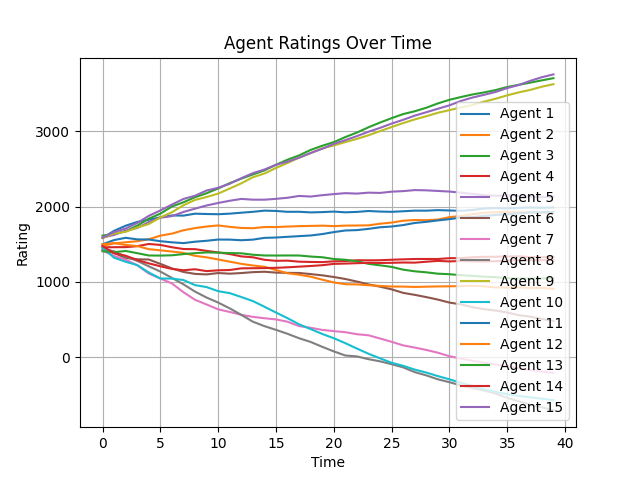 Agent Ratings Over Time
Rating
3000
2000
1000
0
Agent 1
Agent 2
Agent 3
Agent 4
Agent 5
Agent 6
Agent 7
Agent 8
Agent 9
Agent 10
Agent 11
Agent 12
Agent 13
Agent 14
Agent 15
0 5 10 15 20 25 30 35 40
Time